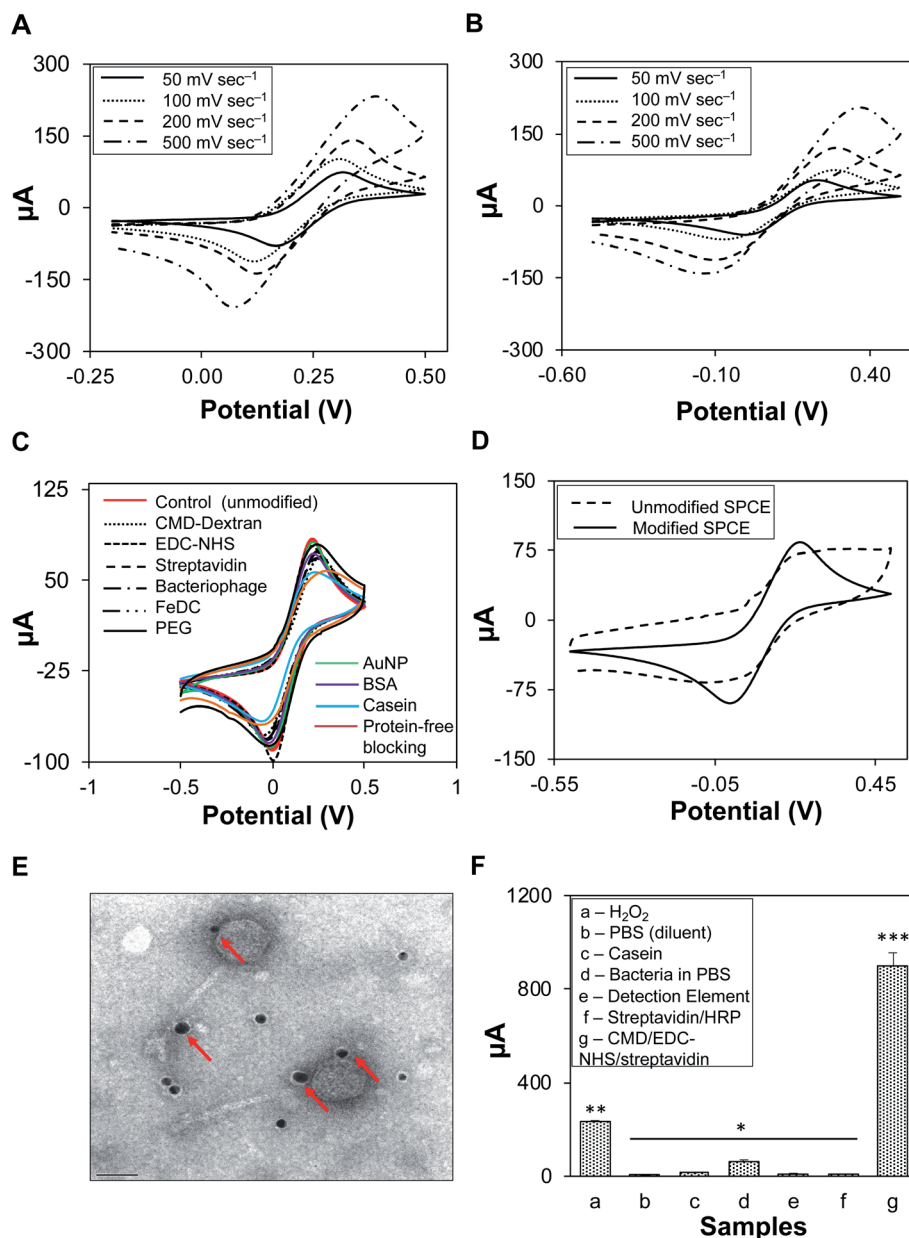 A
300
150
0
-150
-300
µA
50 mV sec⁻¹
100 mV sec⁻¹
200 mV sec⁻¹
500 mV sec⁻¹
-0.25
0.00
0.25
0.50
Potential (V)
B
300
150
0
-150
-300
µA
50 mV sec⁻¹
100 mV sec⁻¹
200 mV sec⁻¹
500 mV sec⁻¹
-0.60
-0.10
0.40
Potential (V)
C
125
50
-25
-100
µA
Control (unmodified)
CMD-Dextran
EDC-NHS
Streptavidin
Bacteriophage
FeDC
PEG
AuNP
BSA
Casein
Protein-free
blocking
-1
-0.5
0
0.5
1
Potential (V)
D
150
75
0
-75
-150
µA
Unmodified SPCE
Modified SPCE
-0.55
-0.05
0.45
Potential (V)
E
F
1200
800
400
0
µA
a – H₂O₂
b – PBS (diluent)
c – Casein
d – Bacteria in PBS
e – Detection Element
f – Streptavidin/HRP
g – CMD/EDC-
NHS/streptavidin
**
*
***
a b c d e f g
Samples